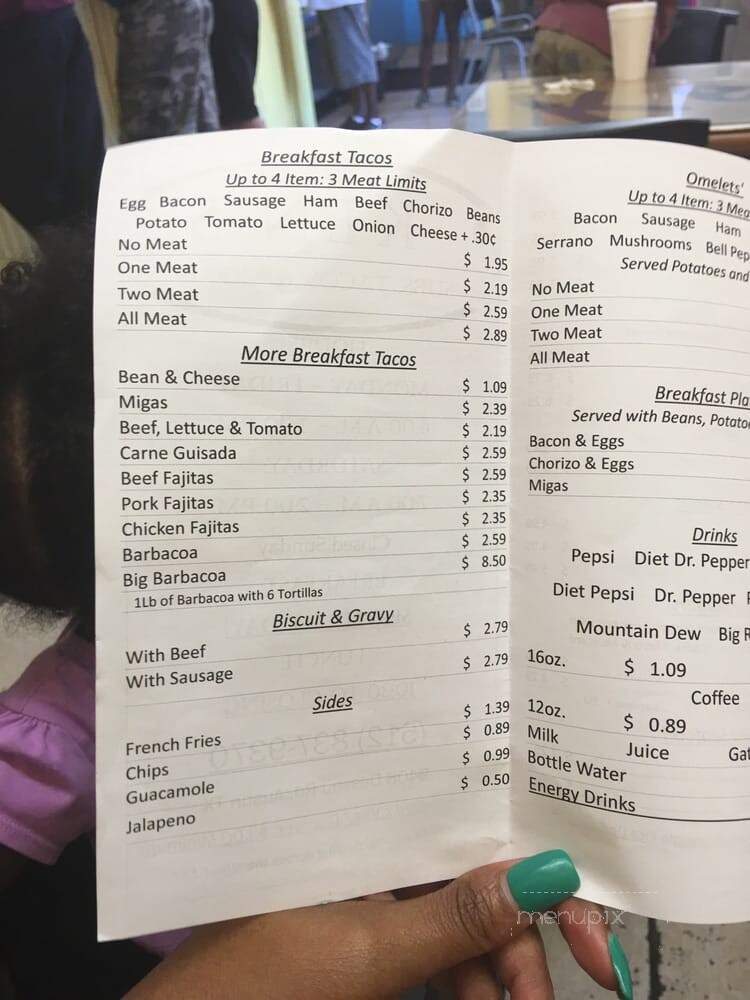 Breakfast Tacos
Up to 4 Item: 3 Meat Limits
Egg Bacon Sausage Ham Beef Chorizo Beans
Potato Tomato Lettuce Onion Cheese + .30¢
No Meat $ 1.95
One Meat $ 2.19
Two Meat $ 2.59
All Meat $ 2.89
More Breakfast Tacos
Bean & Cheese $ 1.09
Migas $ 2.39
Beef, Lettuce & Tomato $ 2.19
Carne Guisada $ 2.59
Beef Fajitas $ 2.59
Pork Fajitas $ 2.35
Chicken Fajitas $ 2.35
Barbacoa $ 2.59
Big Barbacoa $ 8.50
1Lb of Barbacoa with 6 Tortillas
Biscuit & Gravy
With Beef $ 2.79
With Sausage $ 2.79
Sides
French Fries $ 1.39
Chips $ 0.89
Guacamole $ 0.99
Jalapeno $ 0.50
Omelets'
Up to 4 Item: 3 Mea
Bacon Sausage Ham
Serrano Mushrooms Bell Pep
Served Potatoes and
No Meat
One Meat
Two Meat
All Meat
Breakfast Pla
Served with Beans, Potato
Bacon & Eggs
Chorizo & Eggs
Migas
Drinks
Pepsi Diet Dr. Pepper
Diet Pepsi Dr. Pepper
Mountain Dew Big R
16oz. $ 1.09
Coffee
12oz. $ 0.89
Milk Juice Gat
Bottle Water
Energy Drinks
menupix